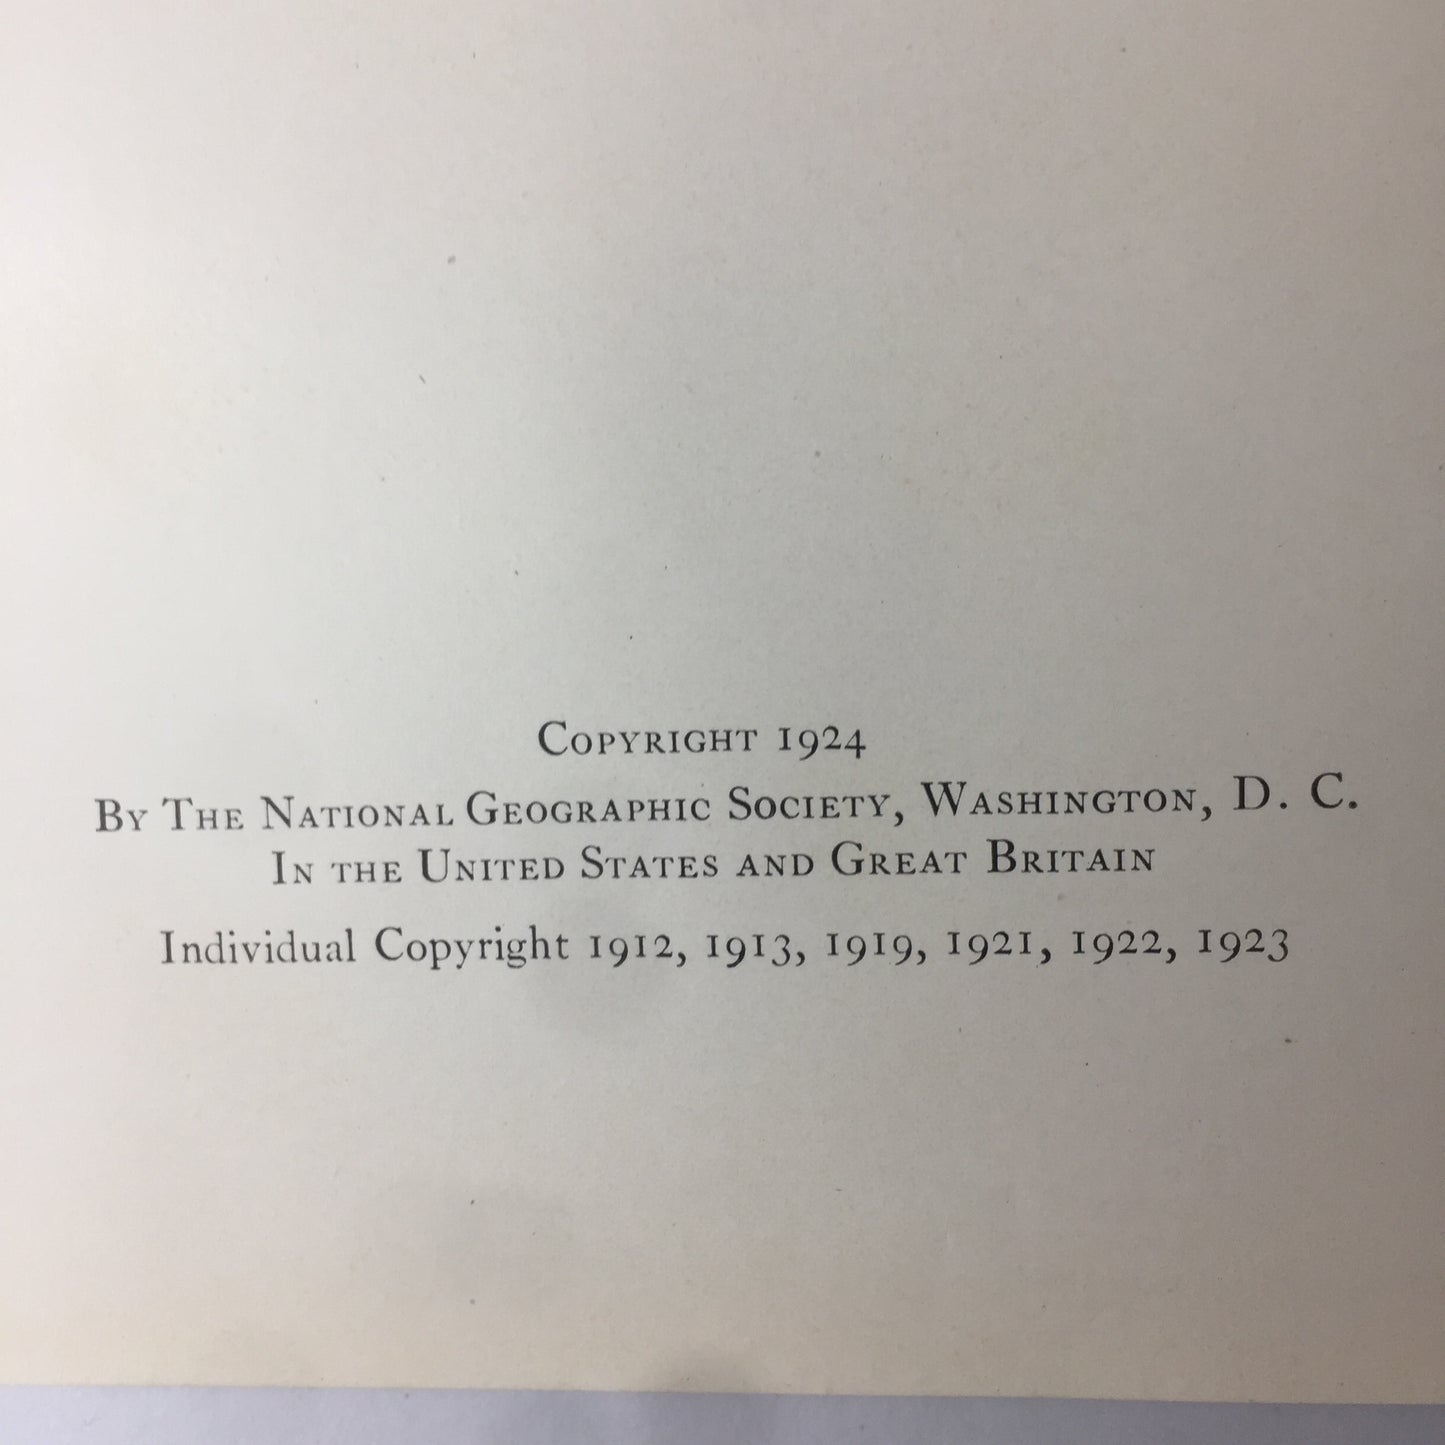 Copyright 1924
By The National Geographic Society, Washington, D. C.
In the United States and Great Britain
Individual Copyright 1912, 1913, 1919, 1921, 1922, 1923